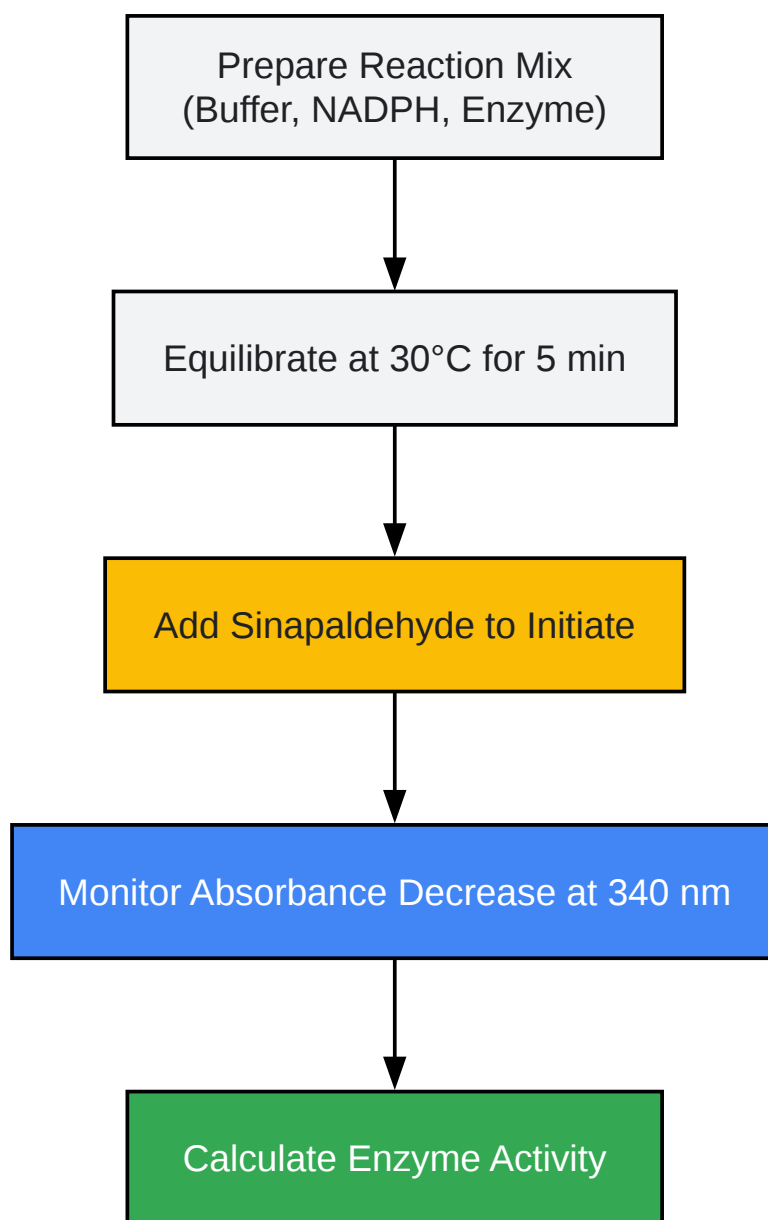 Prepare Reaction Mix
(Buffer, NADPH, Enzyme)
Equilibrate at 30°C for 5 min
Add Sinapaldehyde to Initiate
Monitor Absorbance Decrease at 340 nm
Calculate Enzyme Activity